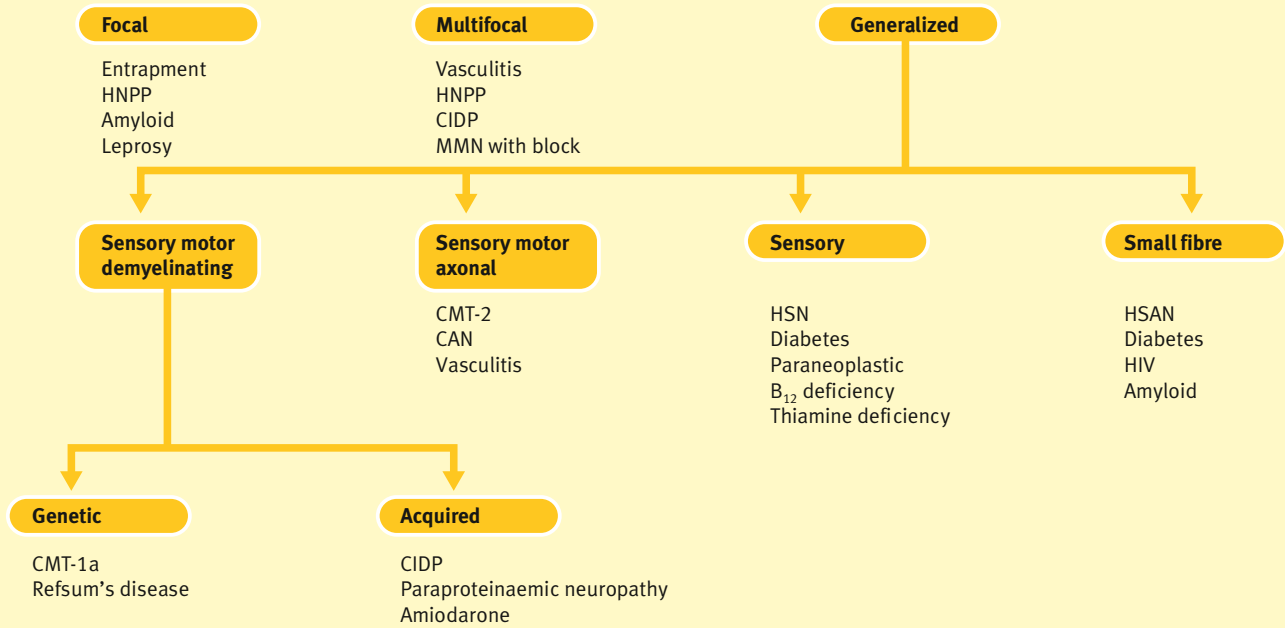 Focal
Entrapment
HNPP
Amyloid
Leprosy
Multifocal
Vasculitis
HNPP
CIDP
MMN with block
Generalized
Sensory motor
demyelinating
Sensory motor
axonal
CMT-2
CAN
Vasculitis
Sensory
HSN
Diabetes
Paraneoplastic
B₁₂ deficiency
Thiamine deficiency
Small fibre
HSAN
Diabetes
HIV
Amyloid
Genetic
CMT-1a
Refsum’s disease
Acquired
CIDP
Paraproteinaemic neuropathy
Amiodarone